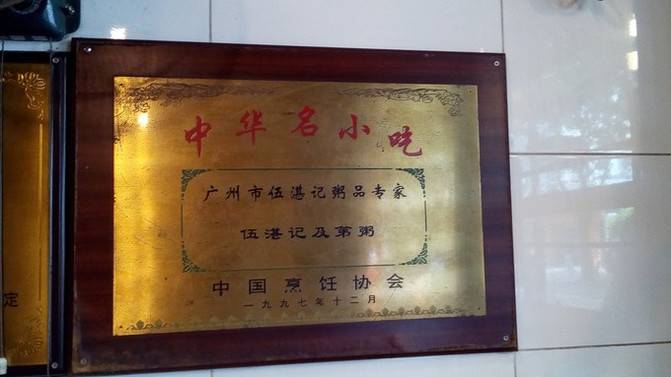 中华名小吃
广州市伍湛记粥品专家
伍湛记及第粥
中国烹饪协会
一九九七年十二月
定